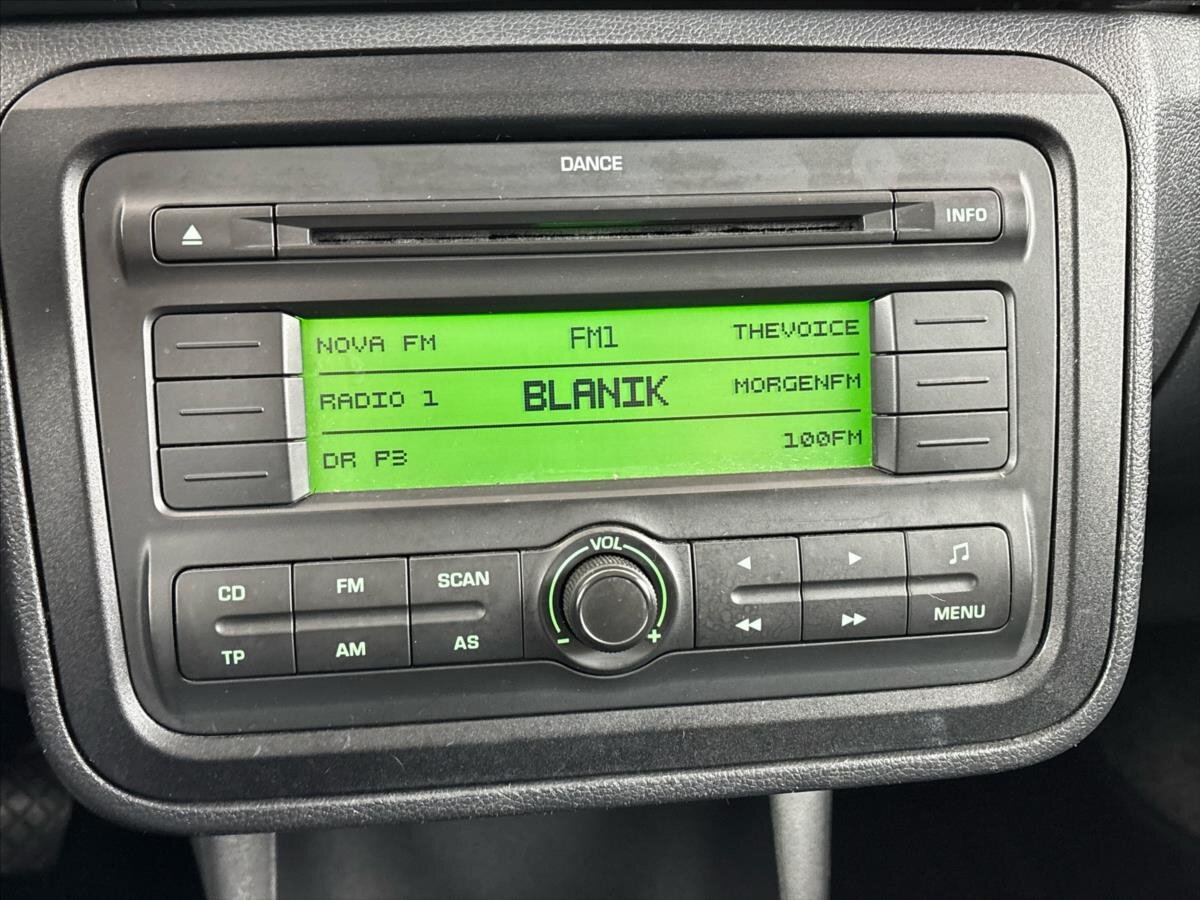 DANCE
INFO
NOVA FM FM1 THEVOICE
RADIO 1 BLANIK MORGENFM
DR P3 100FM
VOL
CD FM SCAN
TP AM AS
- +
MENU